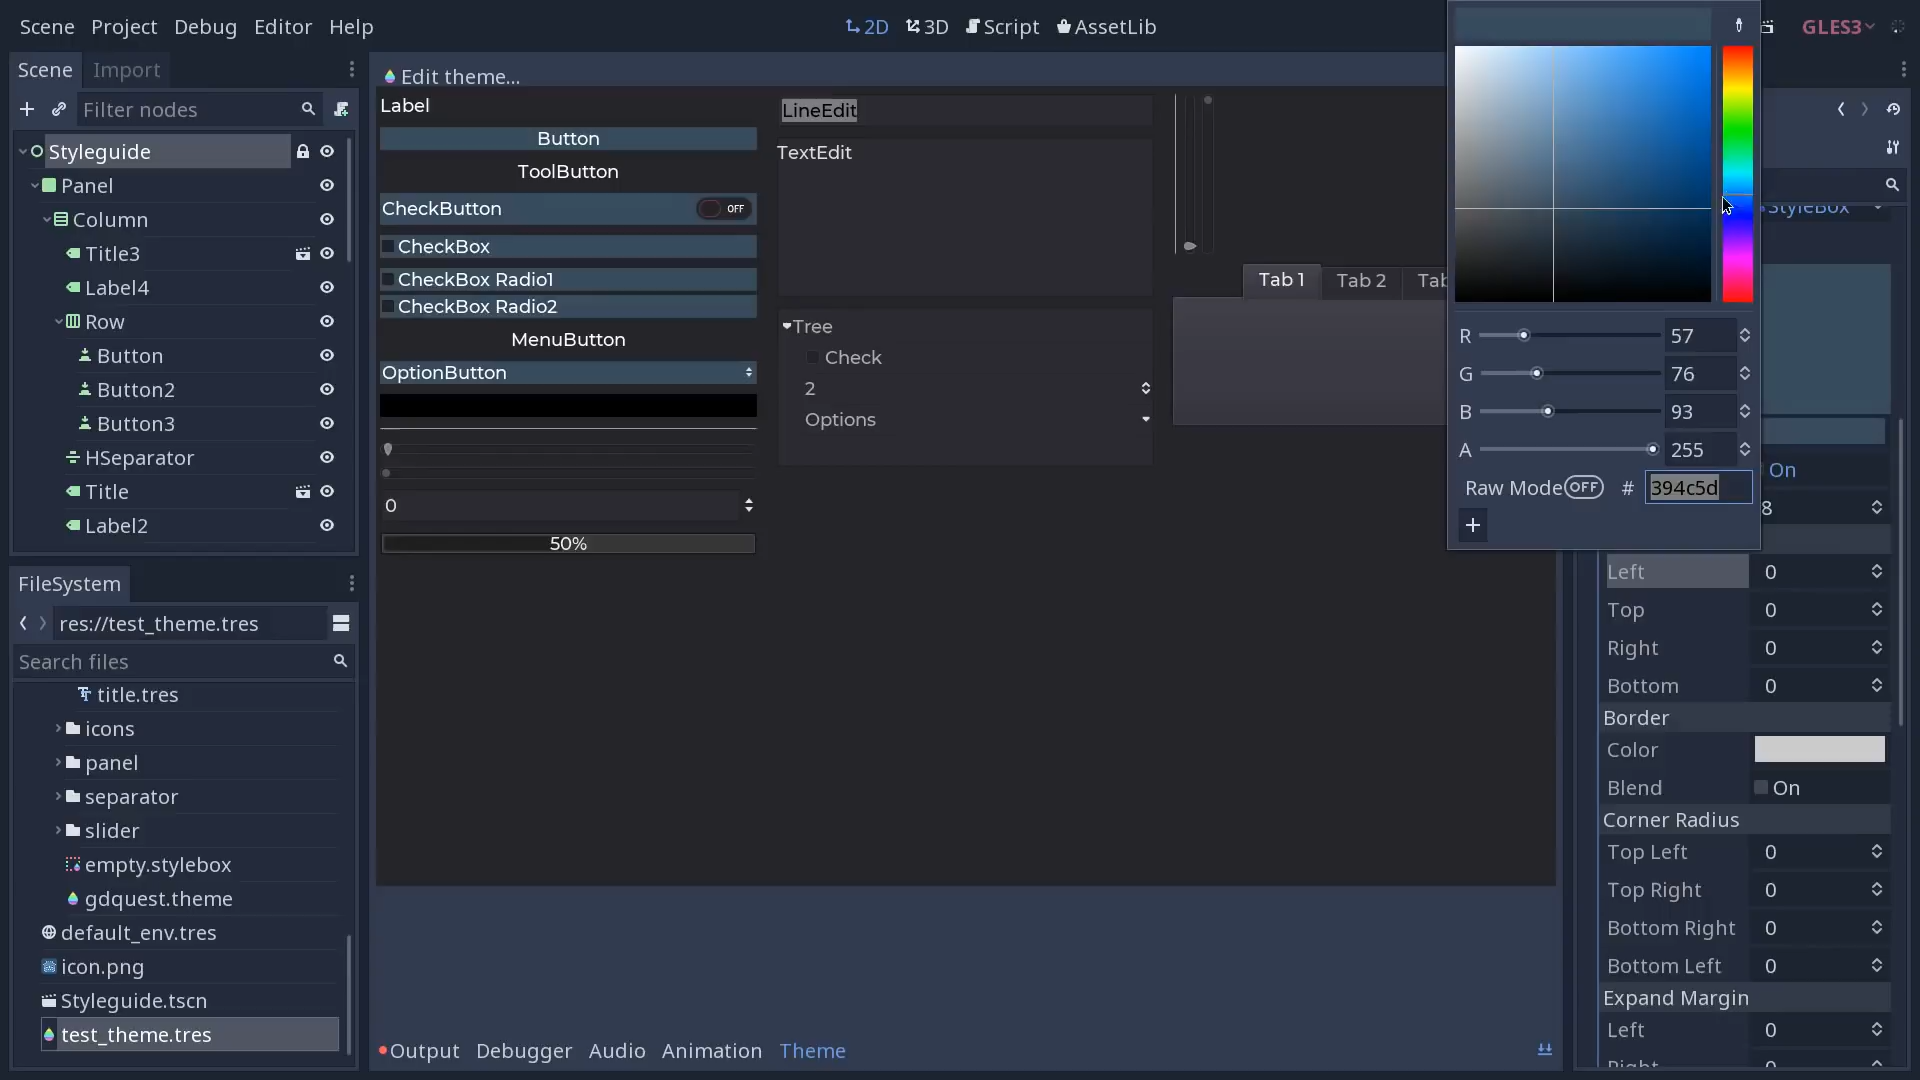 Scene Project Debug Editor Help
2D 3D Script AssetLib
GLES3
Scene Import
Filter nodes
Styleguide
Panel
Column
Title3
Label4
Row
Button
Button2
Button3
HSeparator
Title
Label2
FileSystem
res://test_theme.tres
Search files
title.tres
icons
panel
separator
slider
empty.stylebox
gdquest.theme
default_env.tres
icon.png
Styleguide.tscn
test_theme.tres
Edit theme...
Label
Button
ToolButton
CheckButton OFF
CheckBox
CheckBox Radio1
CheckBox Radio2
MenuButton
OptionButton
0
50%
LineEdit
TextEdit
Tree
Check
2
Options
Tab 1 Tab 2 Tab
Output Debugger Audio Animation Theme
R 57
G 76
B 93
A 255
Raw Mode OFF # 394c5d
+
StyleBox
On
8
Left 0
Top 0
Right 0
Bottom 0
Border
Color
Blend On
Corner Radius
Top Left 0
Top Right 0
Bottom Right 0
Bottom Left 0
Expand Margin
Left 0
Right 0